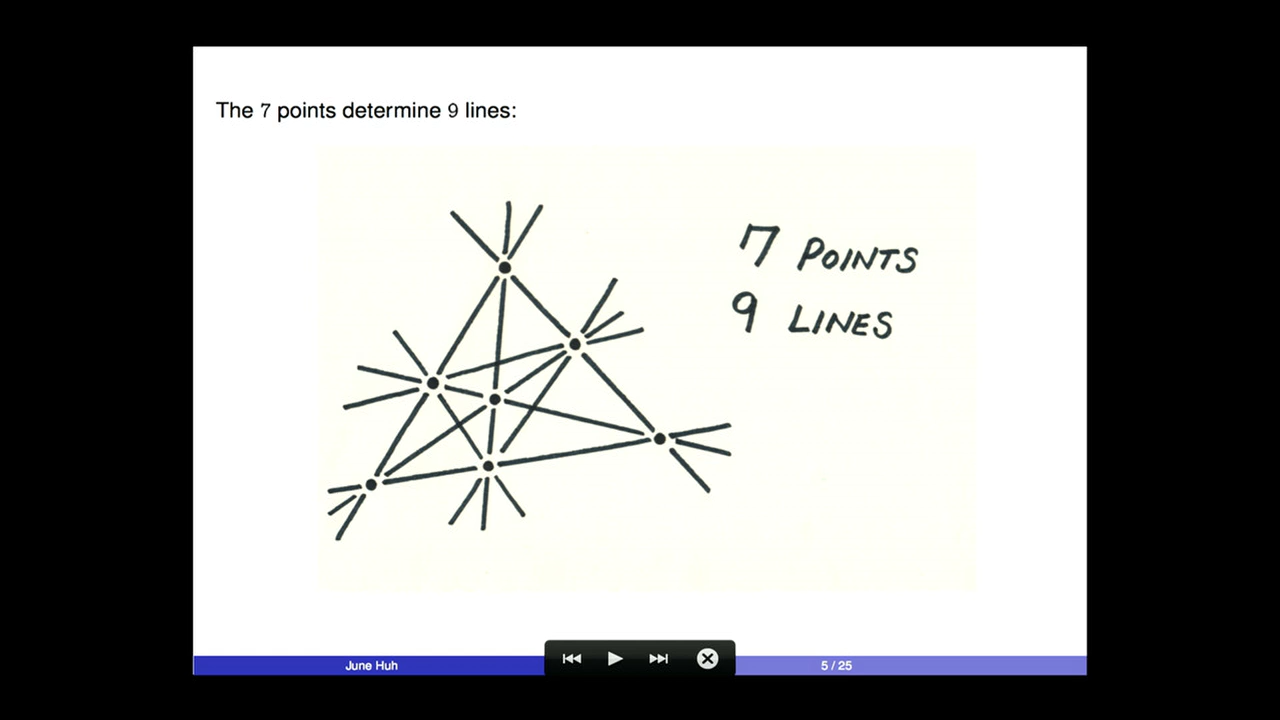 The 7 points determine 9 lines:
7 POINTS
9 LINES
June Huh
5 / 25